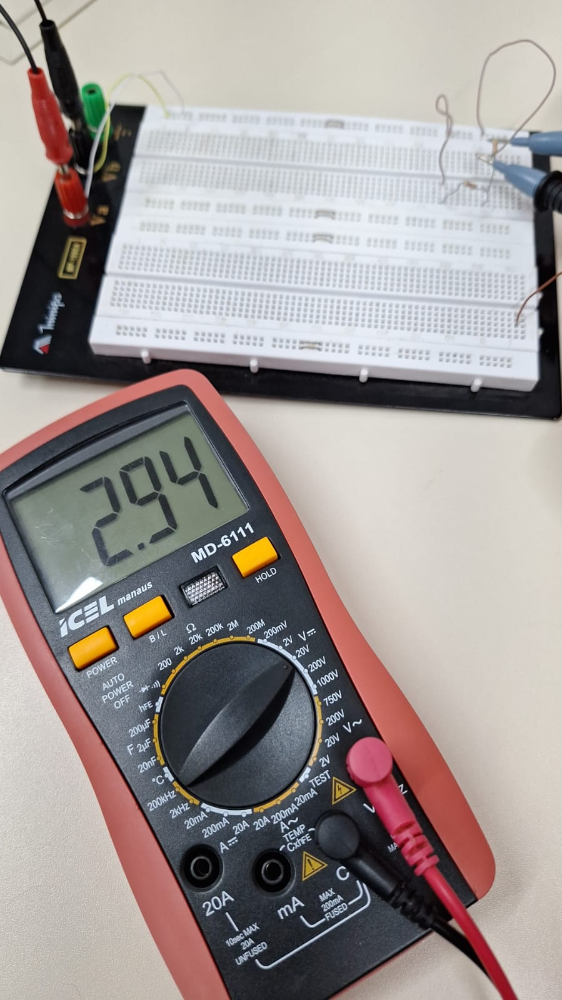 Vb
Va
Minipa
2.94
MD-6111
HOLD
ICEL manaus
B / L
POWER
AUTO
POWER
OFF
Ω
200 2k 20k 200k 2M 200M
200mV 2V 20V 200V 1000V
V⎓
750V 200V 20V 2V
V~
TEST
hFE
F
200µF
2µF
20nF
°C
200kHz
2kHz
20mA 200mA 20A
A⎓
20A 200mA 20mA
A~
TEMP
CxhFE
20A
mA
10sec MAX
20A
UNFUSED
MAX
200mA
FUSED